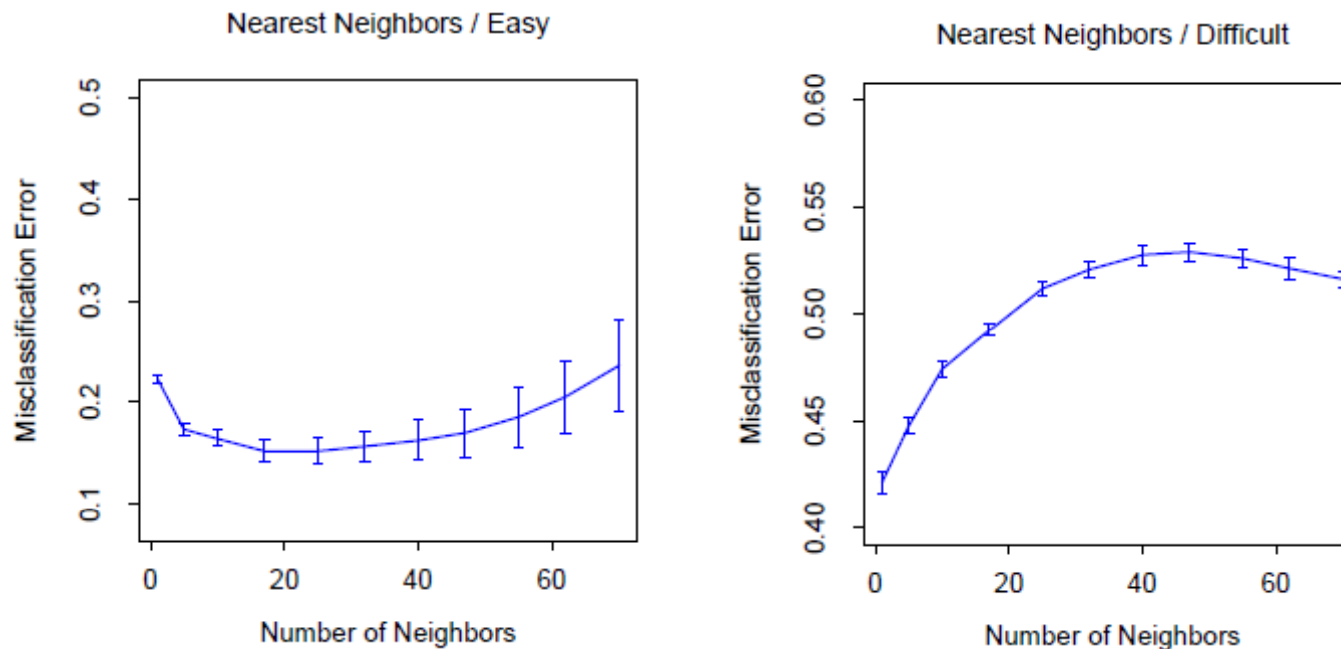 Nearest Neighbors / Easy
Misclassification Error
0.5
0.4
0.3
0.2
0.1
0 20 40 60
Number of Neighbors
Nearest Neighbors / Difficult
Misclassification Error
0.60
0.55
0.50
0.45
0.40
0 20 40 60
Number of Neighbors